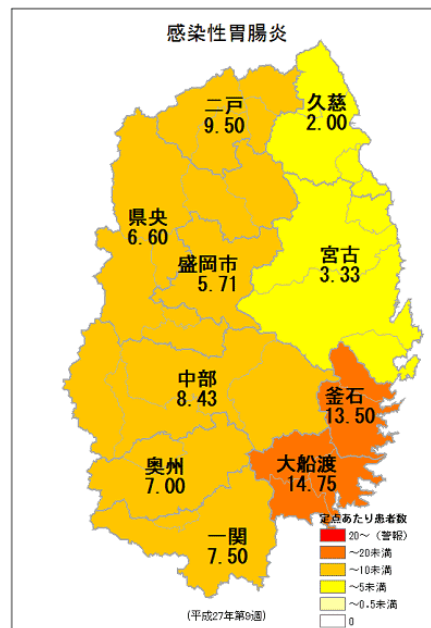 感染性胃腸炎
二戸
9.50
久慈
2.00
県央
6.60
盛岡市
5.71
宮古
3.33
中部
8.43
釜石
13.50
奥州
7.00
大船渡
14.75
一関
7.50
定点あたり患者数
20～（警報）
～20未満
～10未満
～5未満
～0.5未満
0
(平成27年第9週)